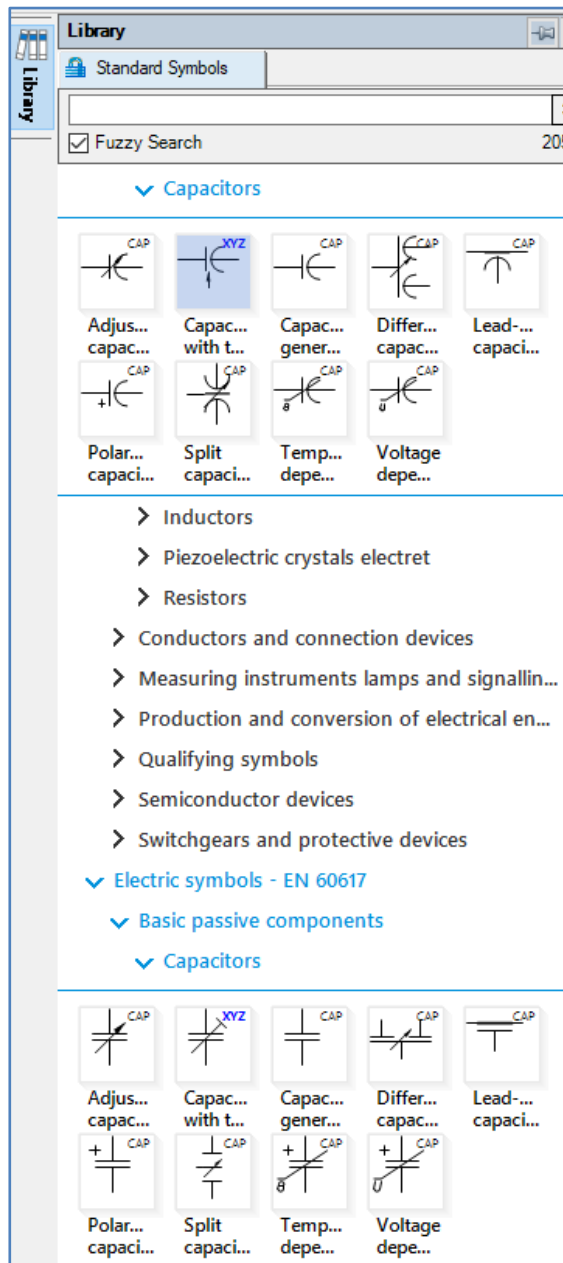 Library
Library
Standard Symbols
Fuzzy Search 205
Capacitors
CAP XYZ CAP CAP CAP
Adjus... Capac... Capac... Differ... Lead-...
capac... with t... gener... capac... capaci...
CAP CAP CAP CAP
Polar... Split Temp... Voltage
capaci... capaci... depe... depe...
Inductors
Piezoelectric crystals electret
Resistors
Conductors and connection devices
Measuring instruments lamps and signallin...
Production and conversion of electrical en...
Qualifying symbols
Semiconductor devices
Switchgears and protective devices
Electric symbols - EN 60617
Basic passive components
Capacitors
CAP XYZ CAP CAP CAP
Adjus... Capac... Capac... Differ... Lead-...
capac... with t... gener... capac... capaci...
CAP CAP CAP CAP
Polar... Split Temp... Voltage
capaci... capaci... depe... depe...